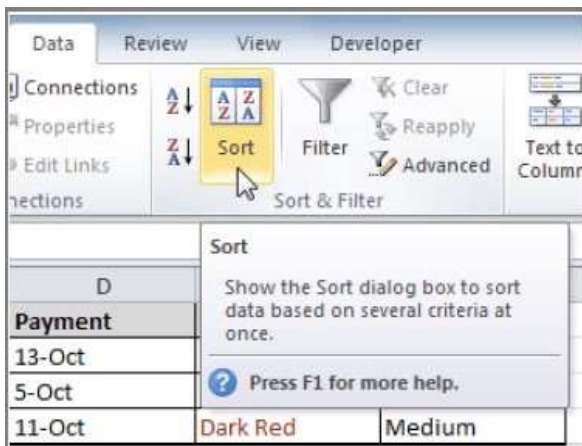 Data Review View Developer
Connections
Properties
Edit Links
A Z
Z A
A Z Z A
Sort
Filter
Clear
Reapply
Advanced
Text to
Sort & Filter
Sort
Show the Sort dialog box to sort
data based on several criteria at
once.
? Press F1 for more help.
D
Payment
13-Oct
5-Oct
11-Oct Dark Red Medium